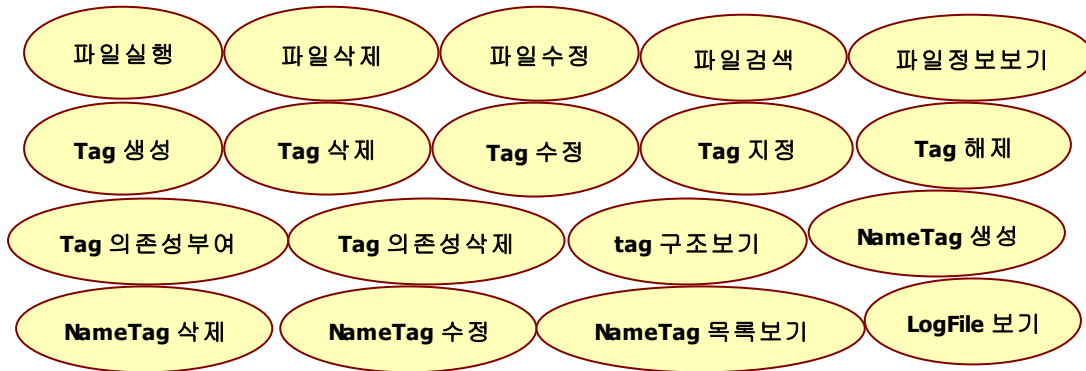 파일실행
파일삭제
파일수정
파일검색
파일정보보기
Tag 생성
Tag 삭제
Tag 수정
Tag 지정
Tag 해제
Tag 의존성부여
Tag 의존성삭제
tag 구조보기
NameTag 생성
NameTag 삭제
NameTag 수정
NameTag 목록보기
LogFile 보기